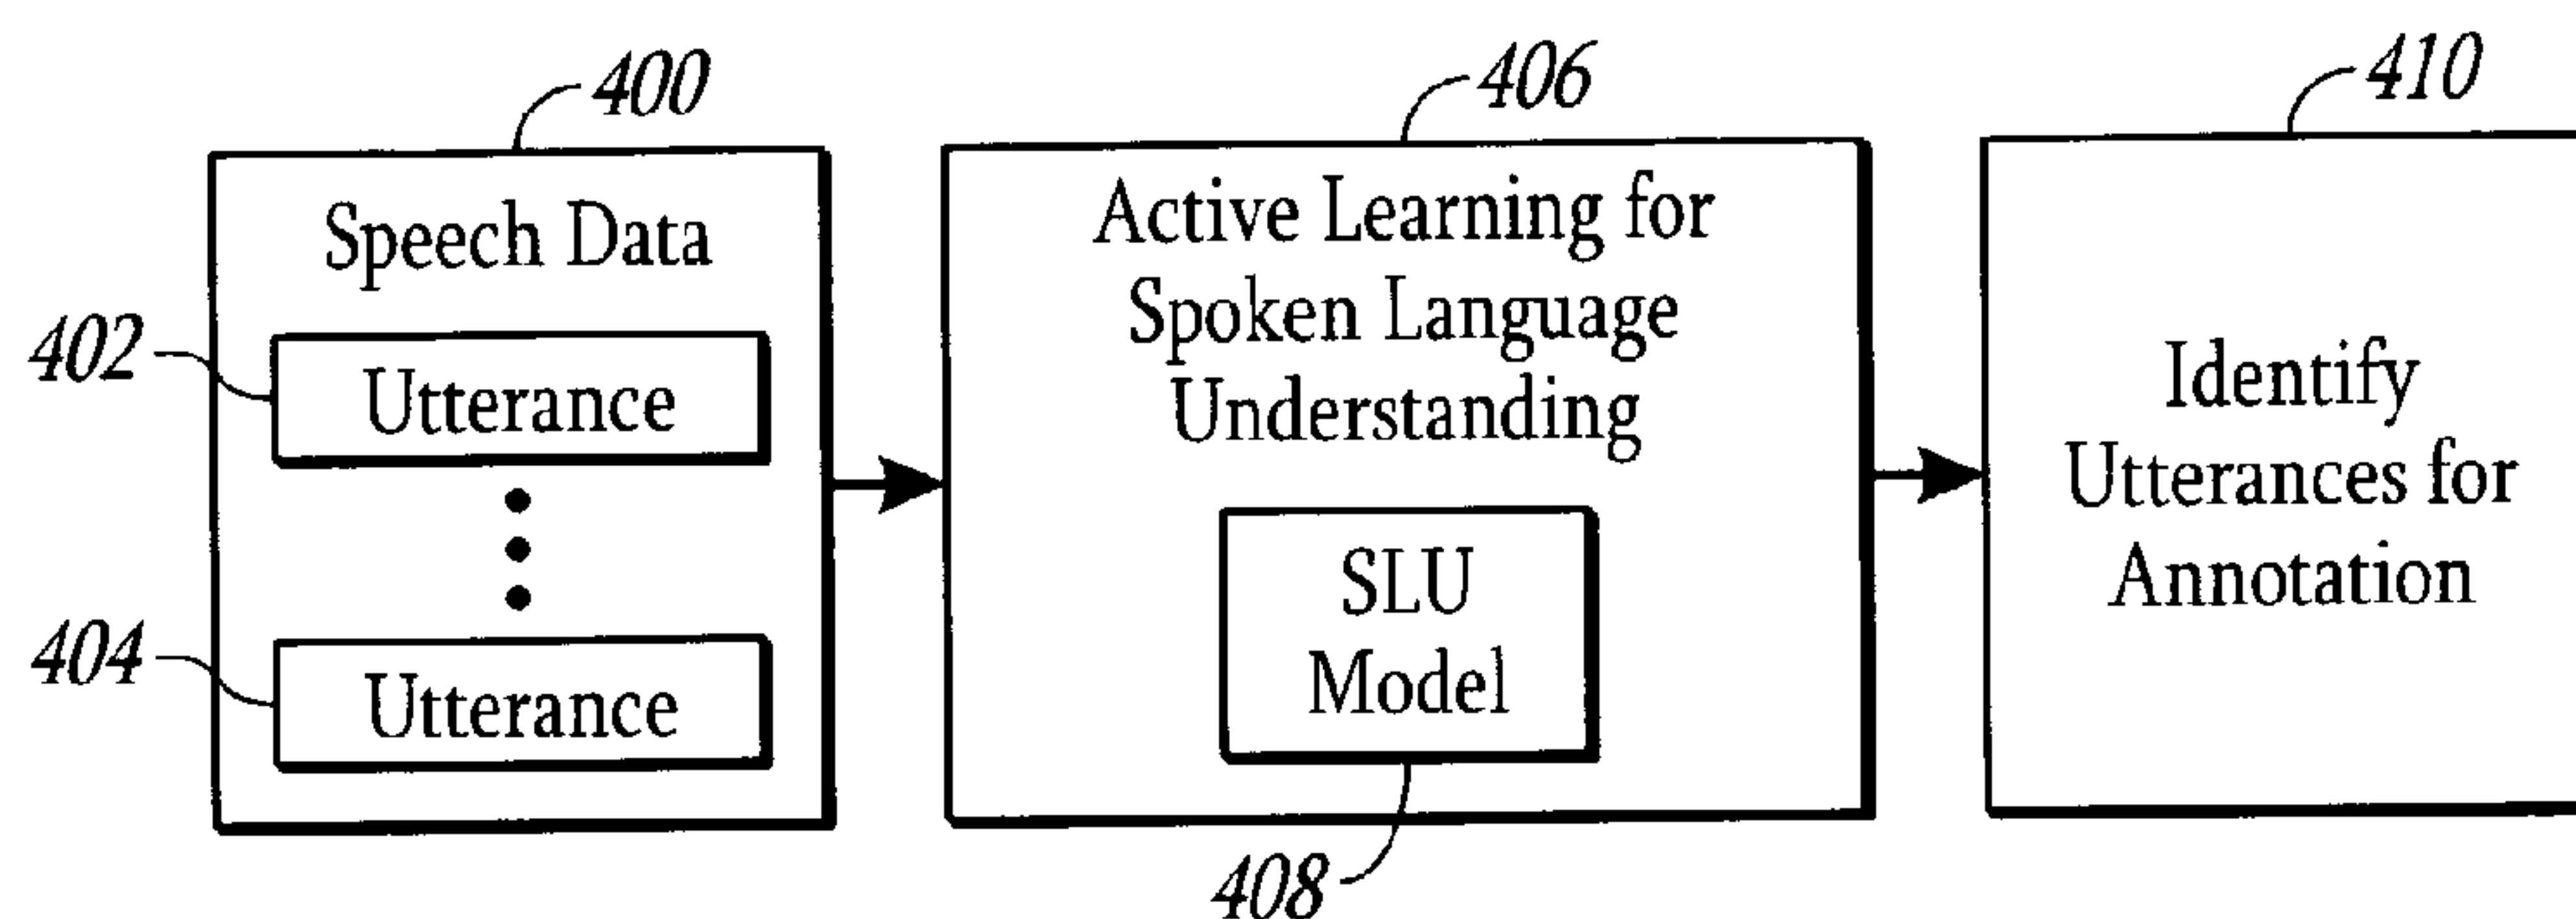 400
Speech Data
402
Utterance
404
Utterance
406
Active Learning for
Spoken Language
Understanding
SLU
Model
408
410
Identify
Utterances for
Annotation